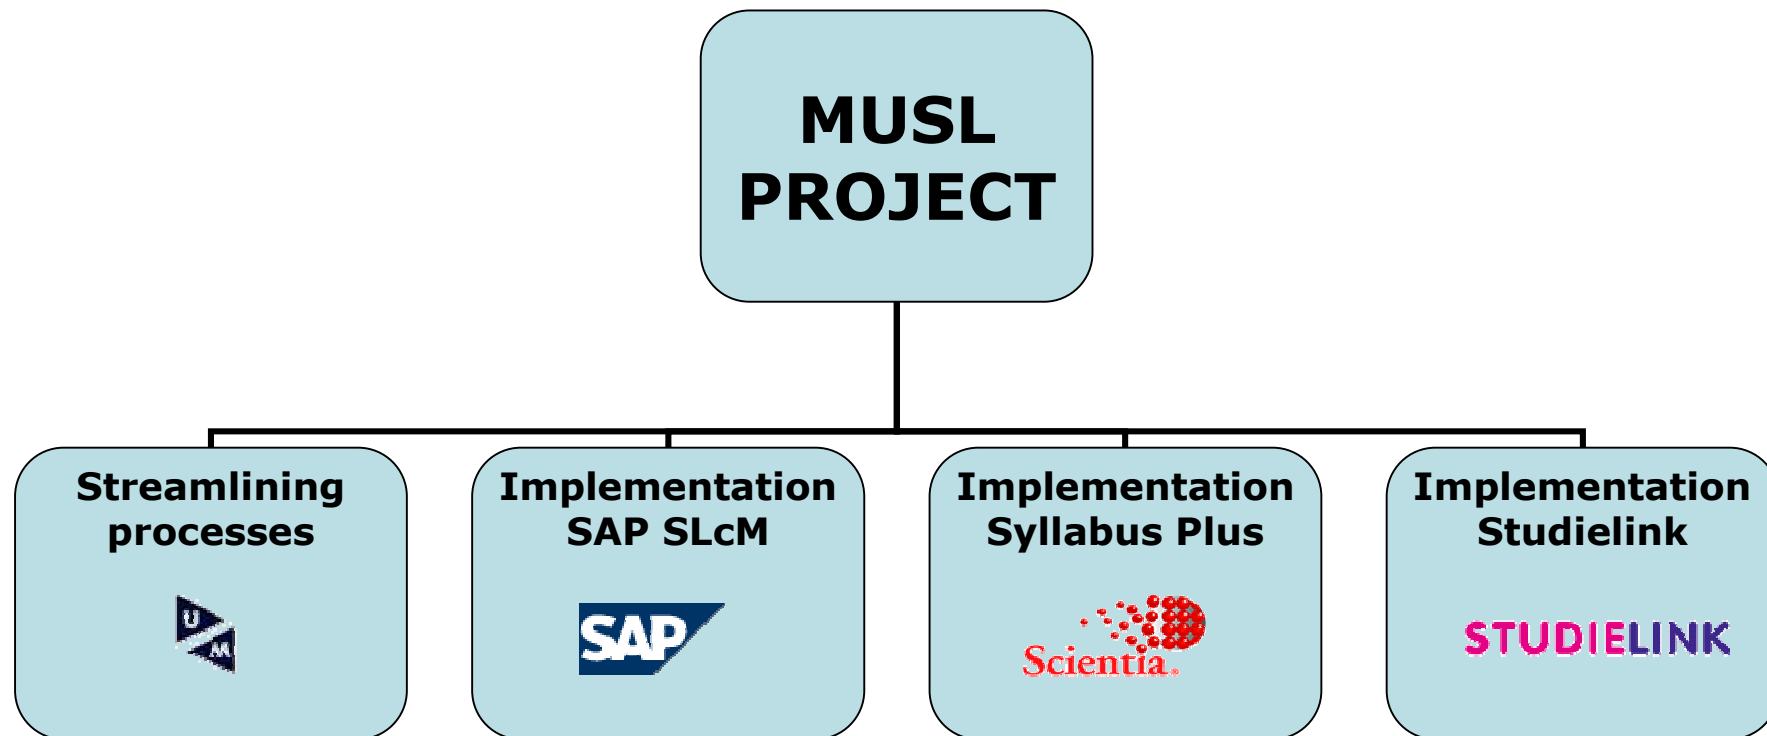 MUSL
PROJECT
Streamlining
processes
Implementation
SAP SLcM
Implementation
Syllabus Plus
Implementation
Studielink
U
M
SAP
Scientia®
STUDIELINK